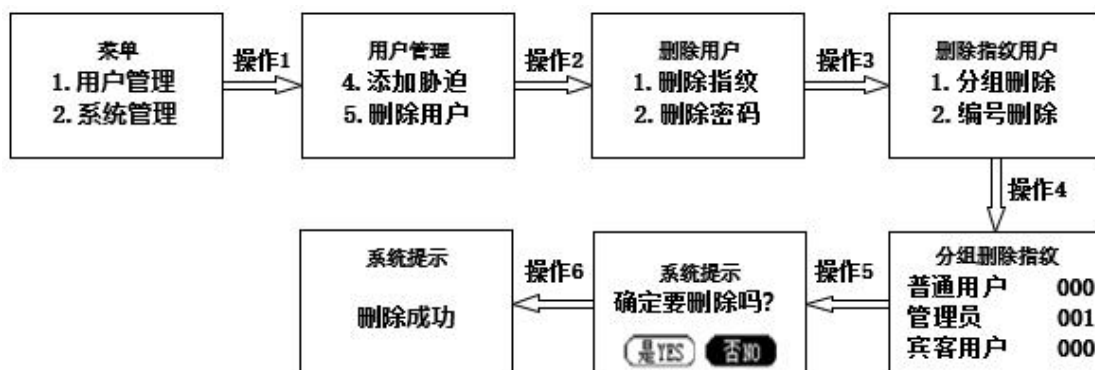 菜单
1.用户管理
2.系统管理
操作1
用户管理
4.添加胁迫
5.删除用户
操作2
删除用户
1.删除指纹
2.删除密码
操作3
删除指纹用户
1.分组删除
2.编号删除
操作4
分组删除指纹
普通用户 000
管理员 001
宾客用户 000
操作5
系统提示
确定要删除吗?
是YES 否NO
操作6
系统提示
删除成功